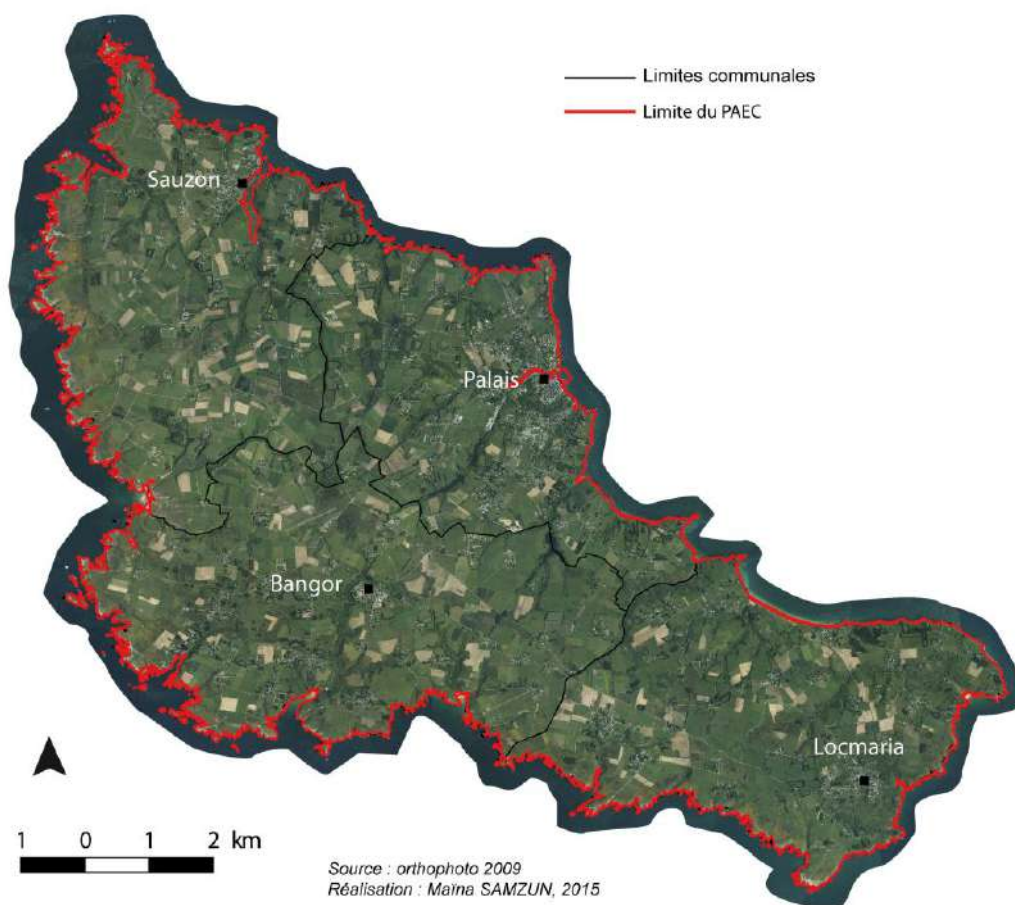 Limites communales
Limite du PAEC
Sauzon
Palais
Bangor
Locmaria
1 0 1 2 km
Source : orthophoto 2009
Réalisation : Maïna SAMZUN, 2015